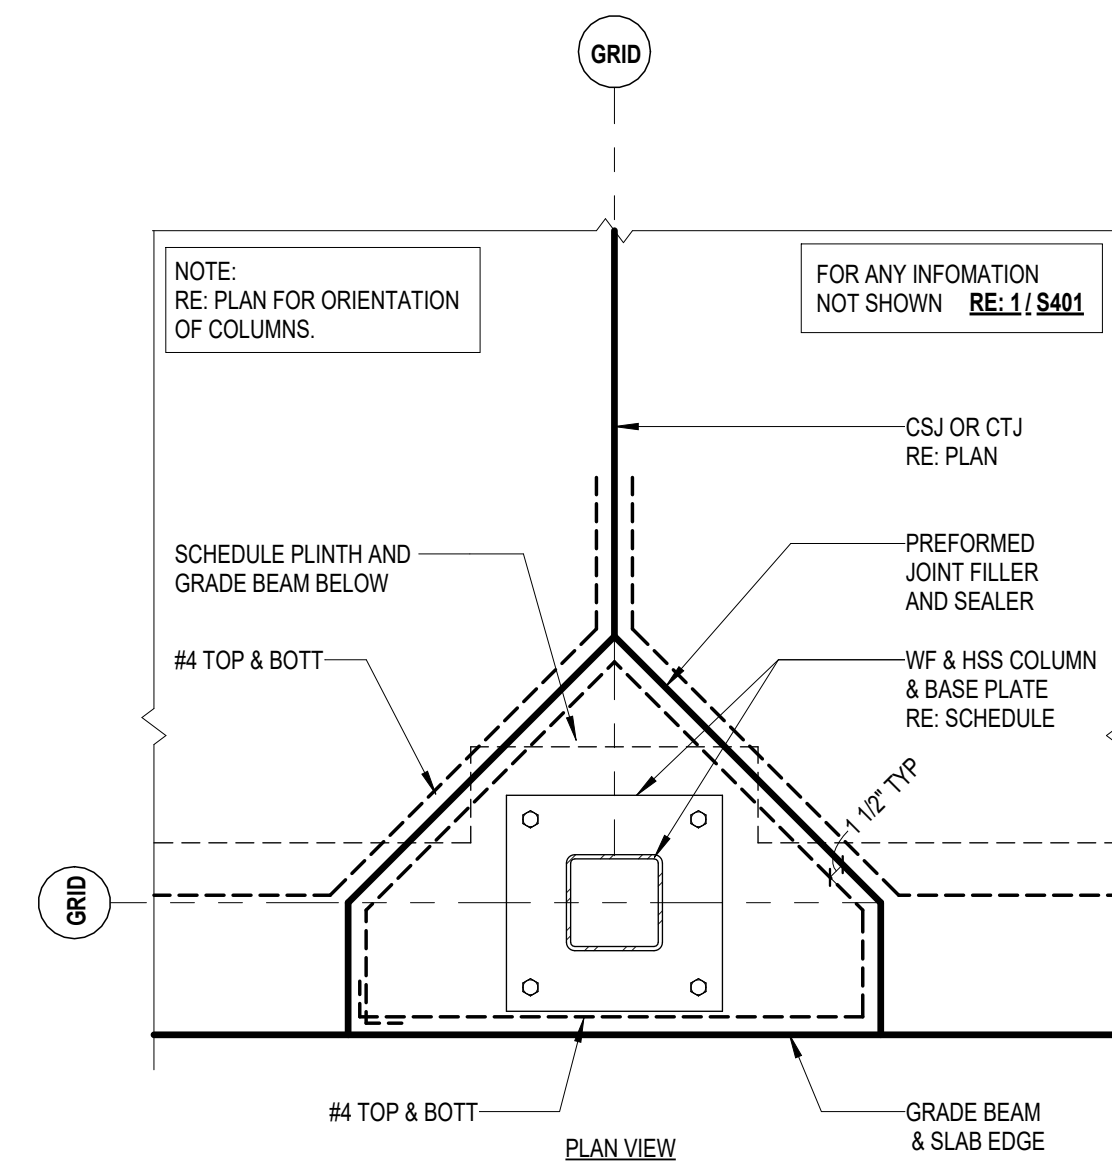 GRID
NOTE:
RE: PLAN FOR ORIENTATION
OF COLUMNS.
FOR ANY INFOMATION
NOT SHOWN RE: 1 / S401
CSJ OR CTJ
RE: PLAN
SCHEDULE PLINTH AND
GRADE BEAM BELOW
PREFORMED
JOINT FILLER
AND SEALER
#4 TOP & BOTT
WF & HSS COLUMN
& BASE PLATE
RE: SCHEDULE
1 1/2" TYP
GRID
#4 TOP & BOTT
GRADE BEAM
& SLAB EDGE
PLAN VIEW